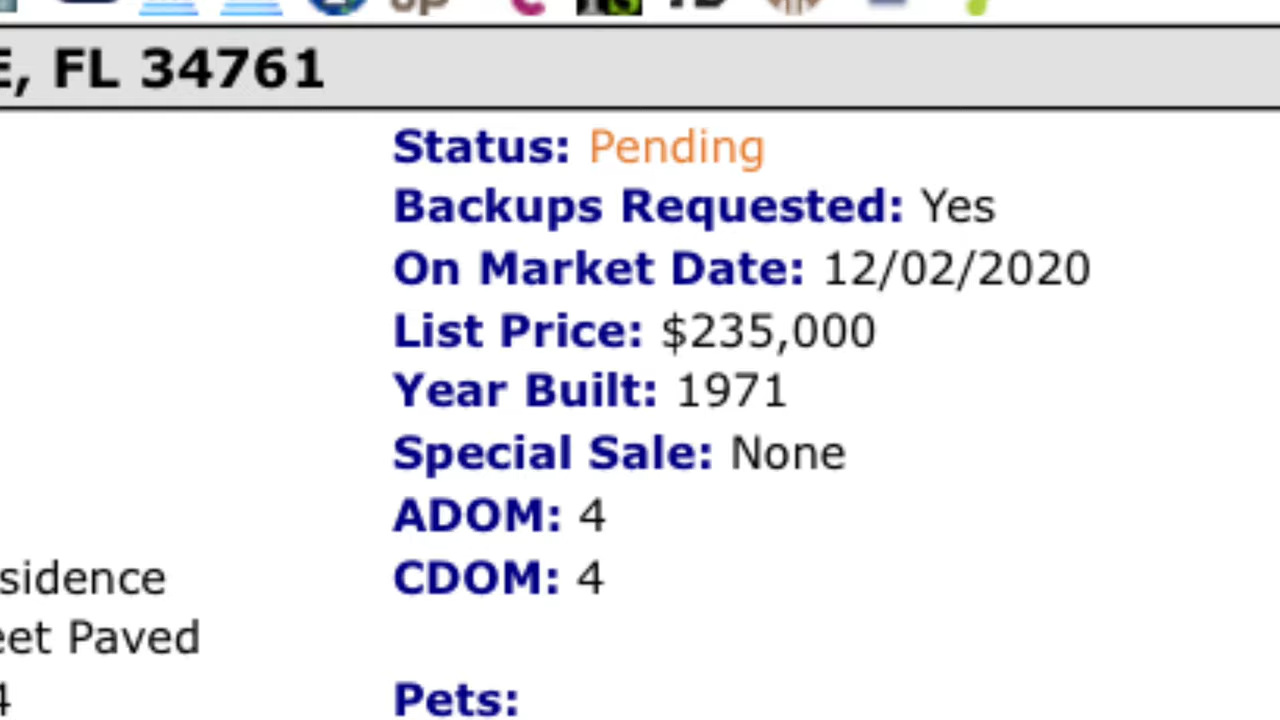 E, FL 34761
Status: Pending
Backups Requested: Yes
On Market Date: 12/02/2020
List Price: $235,000
Year Built: 1971
Special Sale: None
ADOM: 4
sidence CDOM: 4
eet Paved
4 Pets: